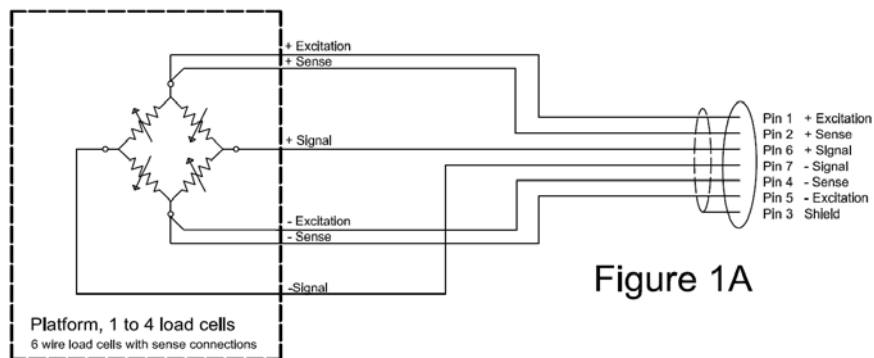 + Excitation
+ Sense
+ Signal
- Excitation
- Sense
-Signal
Platform, 1 to 4 load cells
6 wire load cells with sense connections
Pin 1 + Excitation
Pin 2 + Sense
Pin 6 + Signal
Pin 7 - Signal
Pin 4 - Sense
Pin 5 - Excitation
Pin 3 Shield
Figure 1A